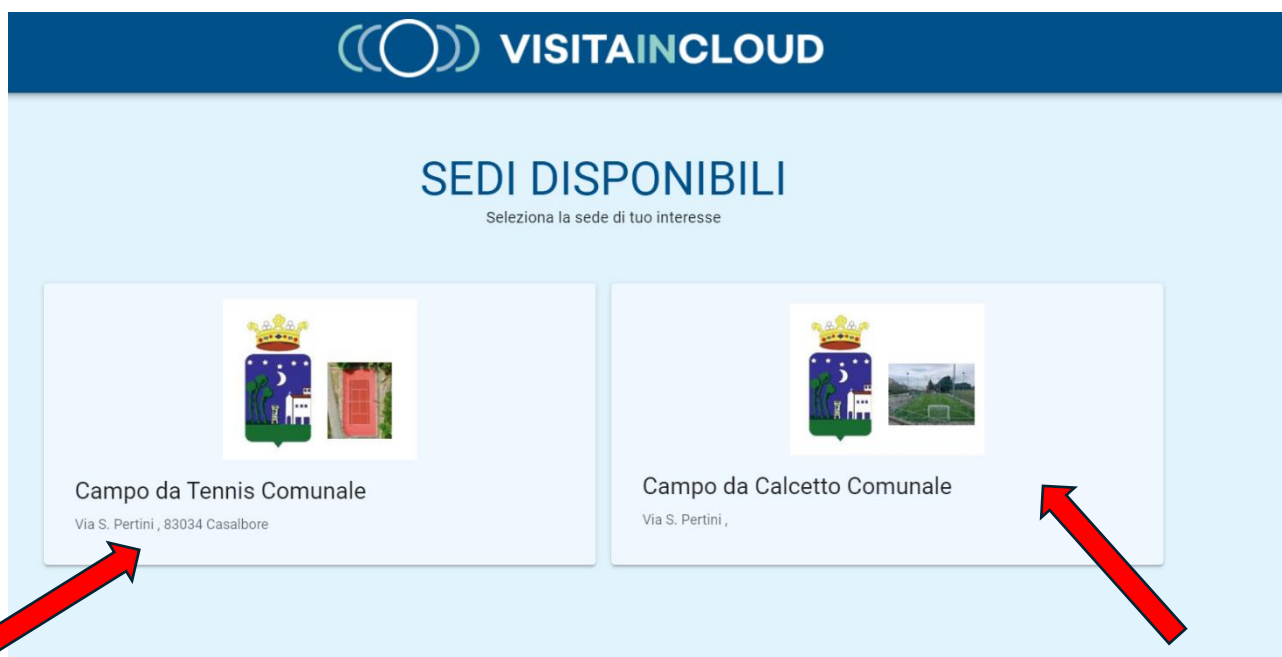 VISITAINCLOUD
SEDI DISPONIBILI
Seleziona la sede di tuo interesse
Campo da Tennis Comunale
Via S. Pertini , 83034 Casalbore
Campo da Calcetto Comunale
Via S. Pertini ,